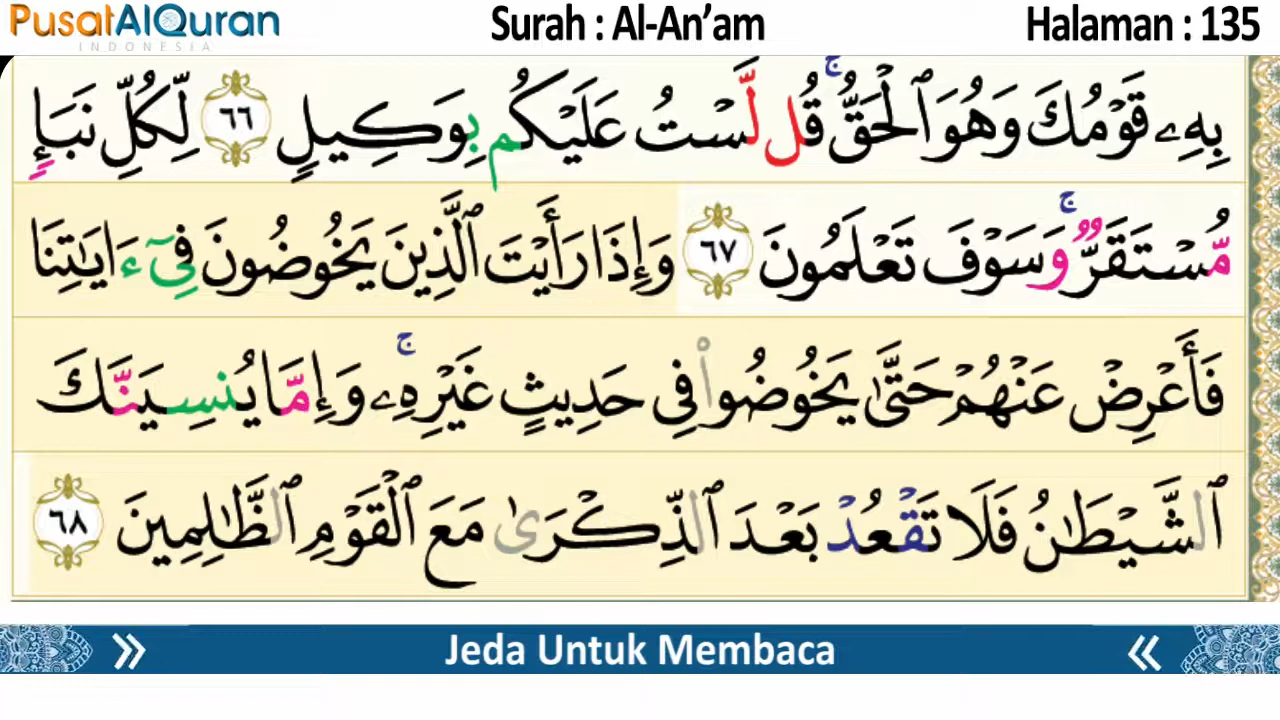 PusatAlQuran
INDONESIA
Surah : Al-An’am
Halaman : 135
بِهِۦ قَوْمُكَ وَهُوَ ٱلْحَقُّ ۚ قُل لَّسْتُ عَلَيْكُم بِوَكِيلٍ ٦٦ لِّكُلِّ نَبَإٍ
مُّسْتَقَرٌّ ۚ وَسَوْفَ تَعْلَمُونَ ٦٧ وَإِذَا رَأَيْتَ ٱلَّذِينَ يَخُوضُونَ فِىٓ ءَايَٰتِنَا
فَأَعْرِضْ عَنْهُمْ حَتَّىٰ يَخُوضُوا۟ فِى حَدِيثٍ غَيْرِهِۦ ۚ وَإِمَّا يُنسِيَنَّكَ
ٱلشَّيْطَٰنُ فَلَا تَقْعُدْ بَعْدَ ٱلذِّكْرَىٰ مَعَ ٱلْقَوْمِ ٱلظَّٰلِمِينَ ٦٨
Jeda Untuk Membaca